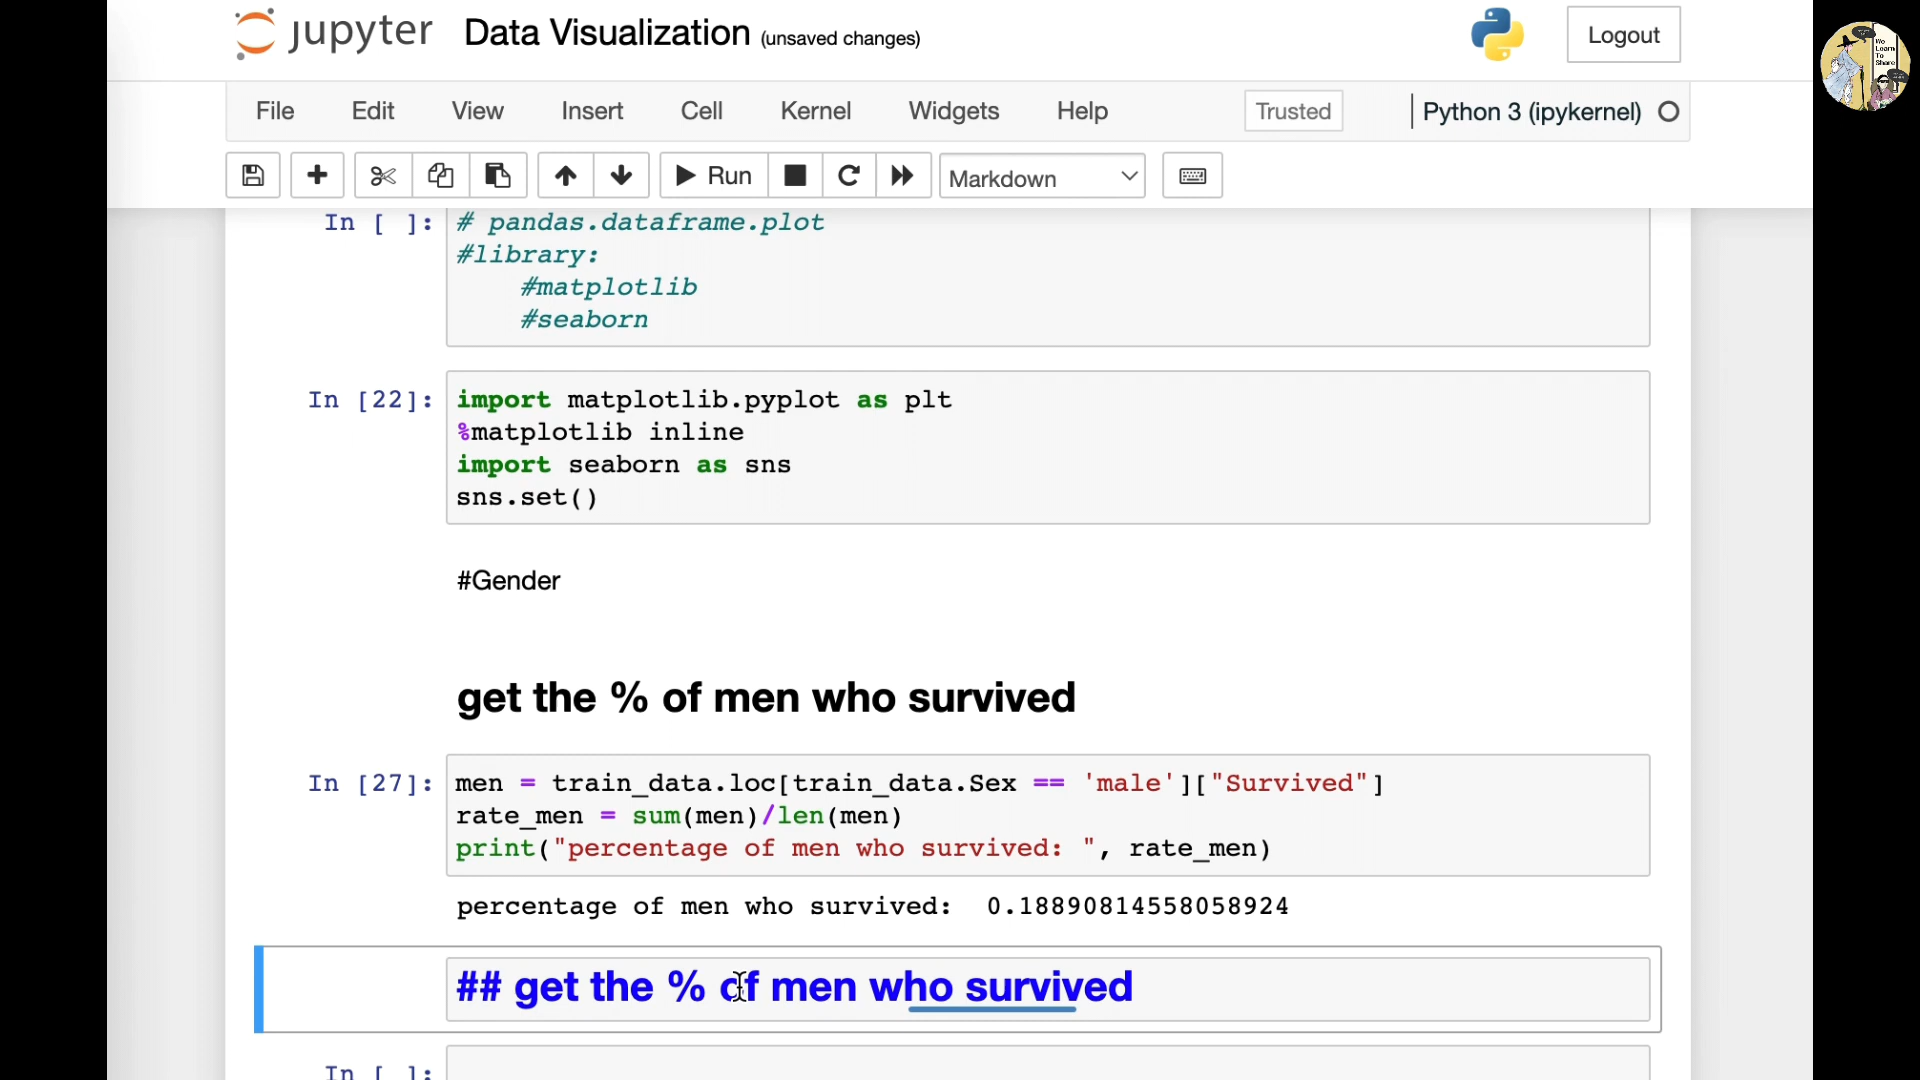 jupyter Data Visualization (unsaved changes) Logout
File Edit View Insert Cell Kernel Widgets Help Trusted Python 3 (ipykernel)
Run Markdown
In [ ]: # pandas.dataframe.plot
#library:
#matplotlib
#seaborn
In [22]: import matplotlib.pyplot as plt
%matplotlib inline
import seaborn as sns
sns.set()
#Gender
get the % of men who survived
In [27]: men = train_data.loc[train_data.Sex == 'male']["Survived"]
rate_men = sum(men)/len(men)
print("percentage of men who survived: ", rate_men)
percentage of men who survived:  0.18890814558058924
## get the % of men who survived
In [ ]:
We
Learn
To
Share